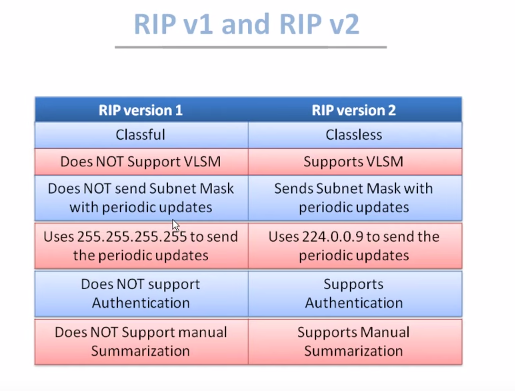 RIP v1 and RIP v2
RIP version 1
RIP version 2
Classful
Classless
Does NOT Support VLSM
Supports VLSM
Does NOT send Subnet Mask
with periodic updates
Sends Subnet Mask with
periodic updates
Uses 255.255.255.255 to send
the periodic updates
Uses 224.0.0.9 to send the
periodic updates
Does NOT support
Authentication
Supports
Authentication
Does NOT Support manual
Summarization
Supports Manual
Summarization